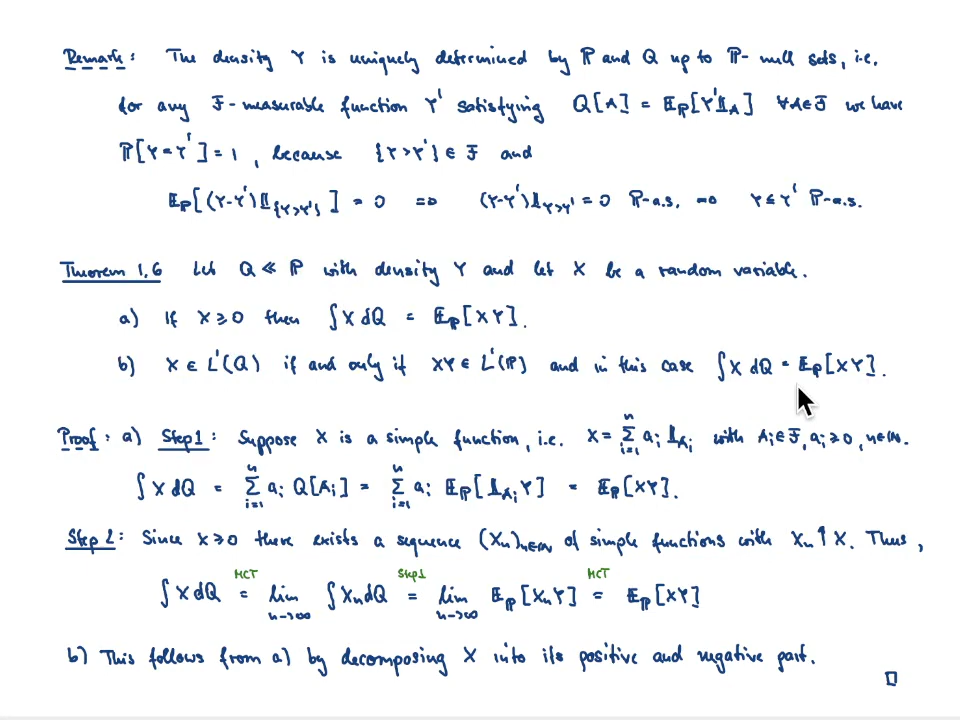 Remark: The density Y is uniquely determined by ℙ and Q up to ℙ-null sets, i.e.
for any ℱ-measurable function Y' satisfying Q[A] = 𝔼_ℙ[Y'𝟙_A] ∀A∈ℱ we have
ℙ[Y=Y'] = 1, because {Y>Y'} ∈ ℱ and
𝔼_ℙ[(Y-Y')𝟙_{Y>Y'}] = 0 ⇒ (Y-Y')𝟙_{Y>Y'} = 0 ℙ-a.s. ⇒ Y≤Y' ℙ-a.s.
Theorem 1.6 Let Q ≪ ℙ with density Y and let X be a random variable.
a) If X≥0 then ∫X dQ = 𝔼_ℙ[XY].
b) X ∈ L¹(Q) if and only if XY ∈ L¹(ℙ) and in this case ∫X dQ = 𝔼_ℙ[XY].
Proof: a) Step 1: Suppose X is a simple function, i.e. X = ∑_{i=1}^n a_i 𝟙_{A_i} with A_i∈ℱ, a_i≥0, n∈ℕ.
∫X dQ = ∑_{i=1}^n a_i Q[A_i] = ∑_{i=1}^n a_i 𝔼_ℙ[𝟙_{A_i}Y] = 𝔼_ℙ[XY].
Step 2: Since X≥0 there exists a sequence (X_n)_{n∈ℕ} of simple functions with X_n↑X. Thus,
∫X dQ =^{MCT} lim_{n→∞} ∫X_n dQ =^{Step 1} lim_{n→∞} 𝔼_ℙ[X_nY] =^{MCT} 𝔼_ℙ[XY]
b) This follows from a) by decomposing X into its positive and negative part.
□